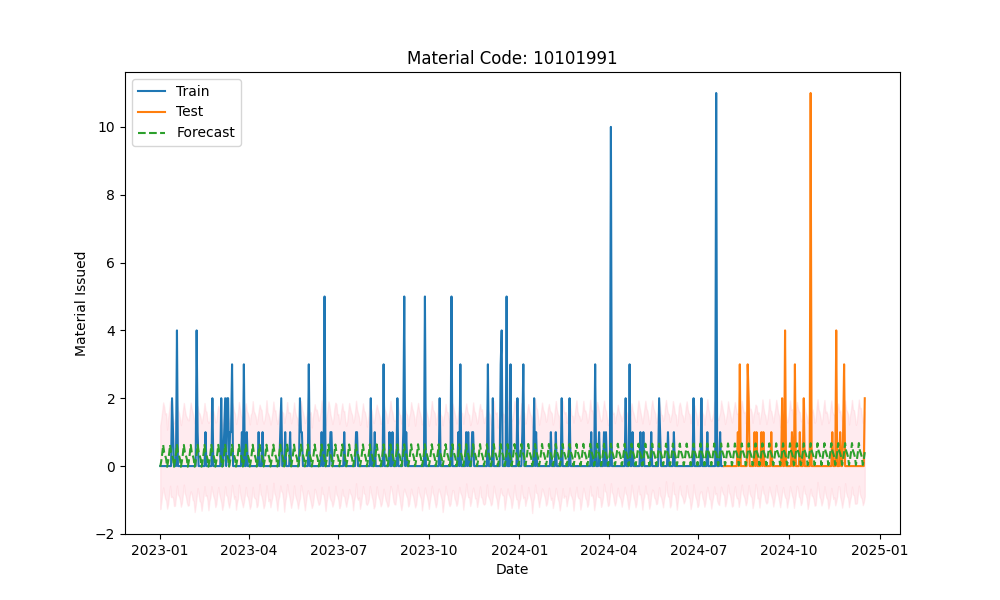 Material Code: 10101991
Train
Test
Forecast
10
8
6
4
2
0
−2
Material Issued
2023-01 2023-04 2023-07 2023-10 2024-01 2024-04 2024-07 2024-10 2025-01
Date